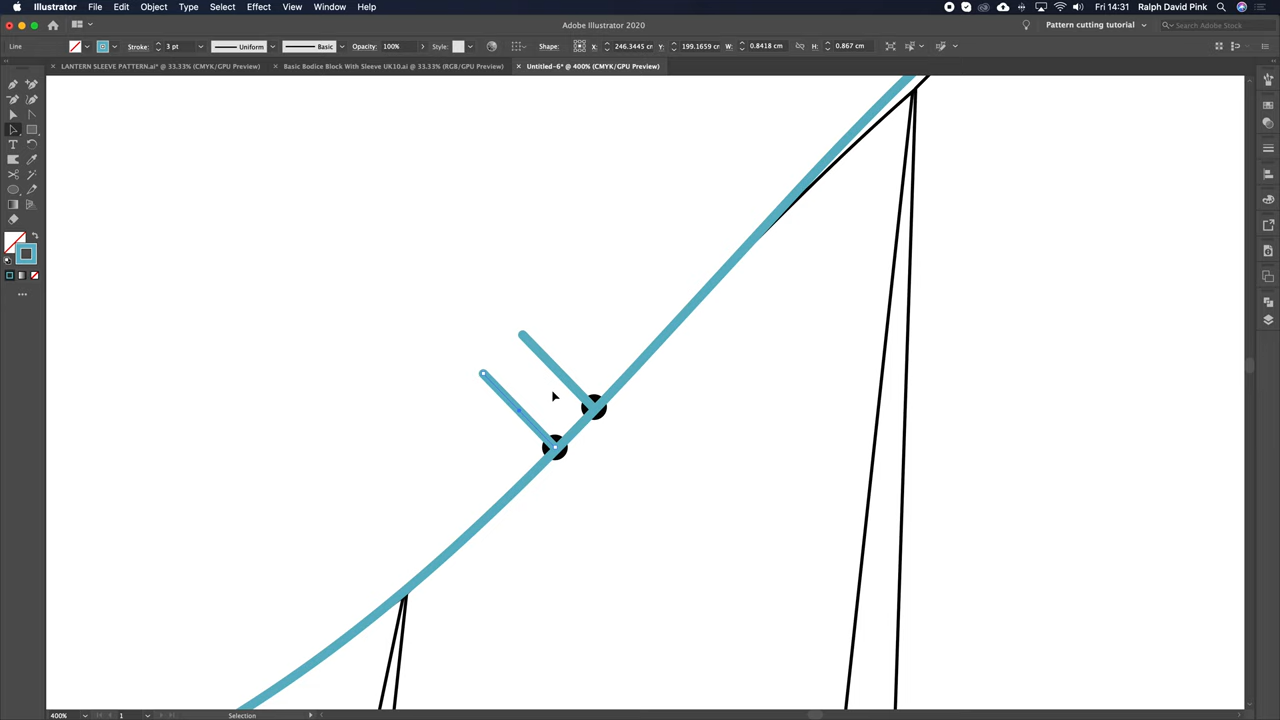 Illustrator File Edit Object Type Select Effect View Window Help Fri 14:31 Ralph David Pink
Adobe Illustrator 2020 Pattern cutting tutorial Search Adobe Stock
Line Stroke: 3 pt Uniform Basic Opacity: 100% Style: Shape: X: 246.3445 c Y: 199.1659 c W: 0.8418 cm H: 0.867 cm
× LANTERN SLEEVE PATTERN.ai* @ 33.33% (CMYK/GPU Preview) × Basic Bodice Block With Sleeve UK10.ai @ 33.33% (RGB/GPU Preview) × Untitled-6* @ 400% (CMYK/GPU Preview)
400% 1 Selection